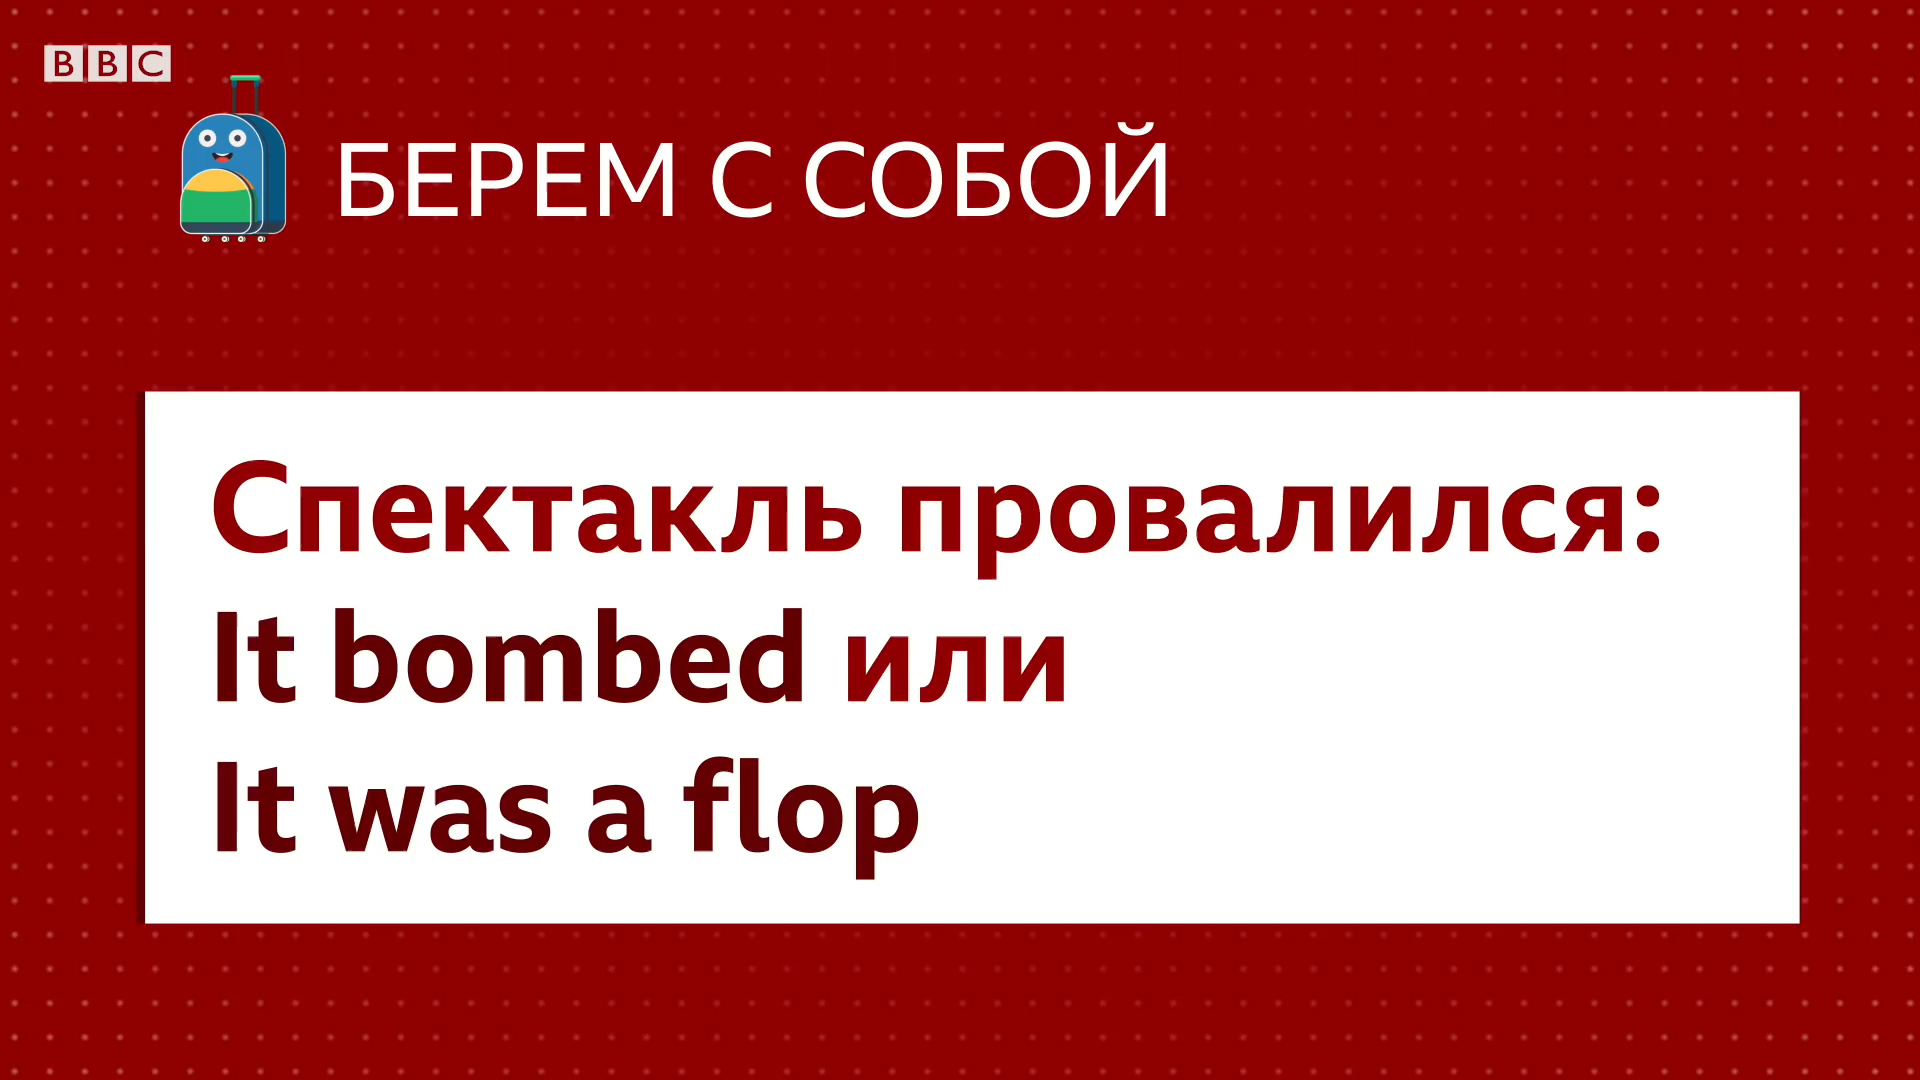 BBC
БЕРЕМ С СОБОЙ
Спектакль провалился:
It bombed или
It was a flop